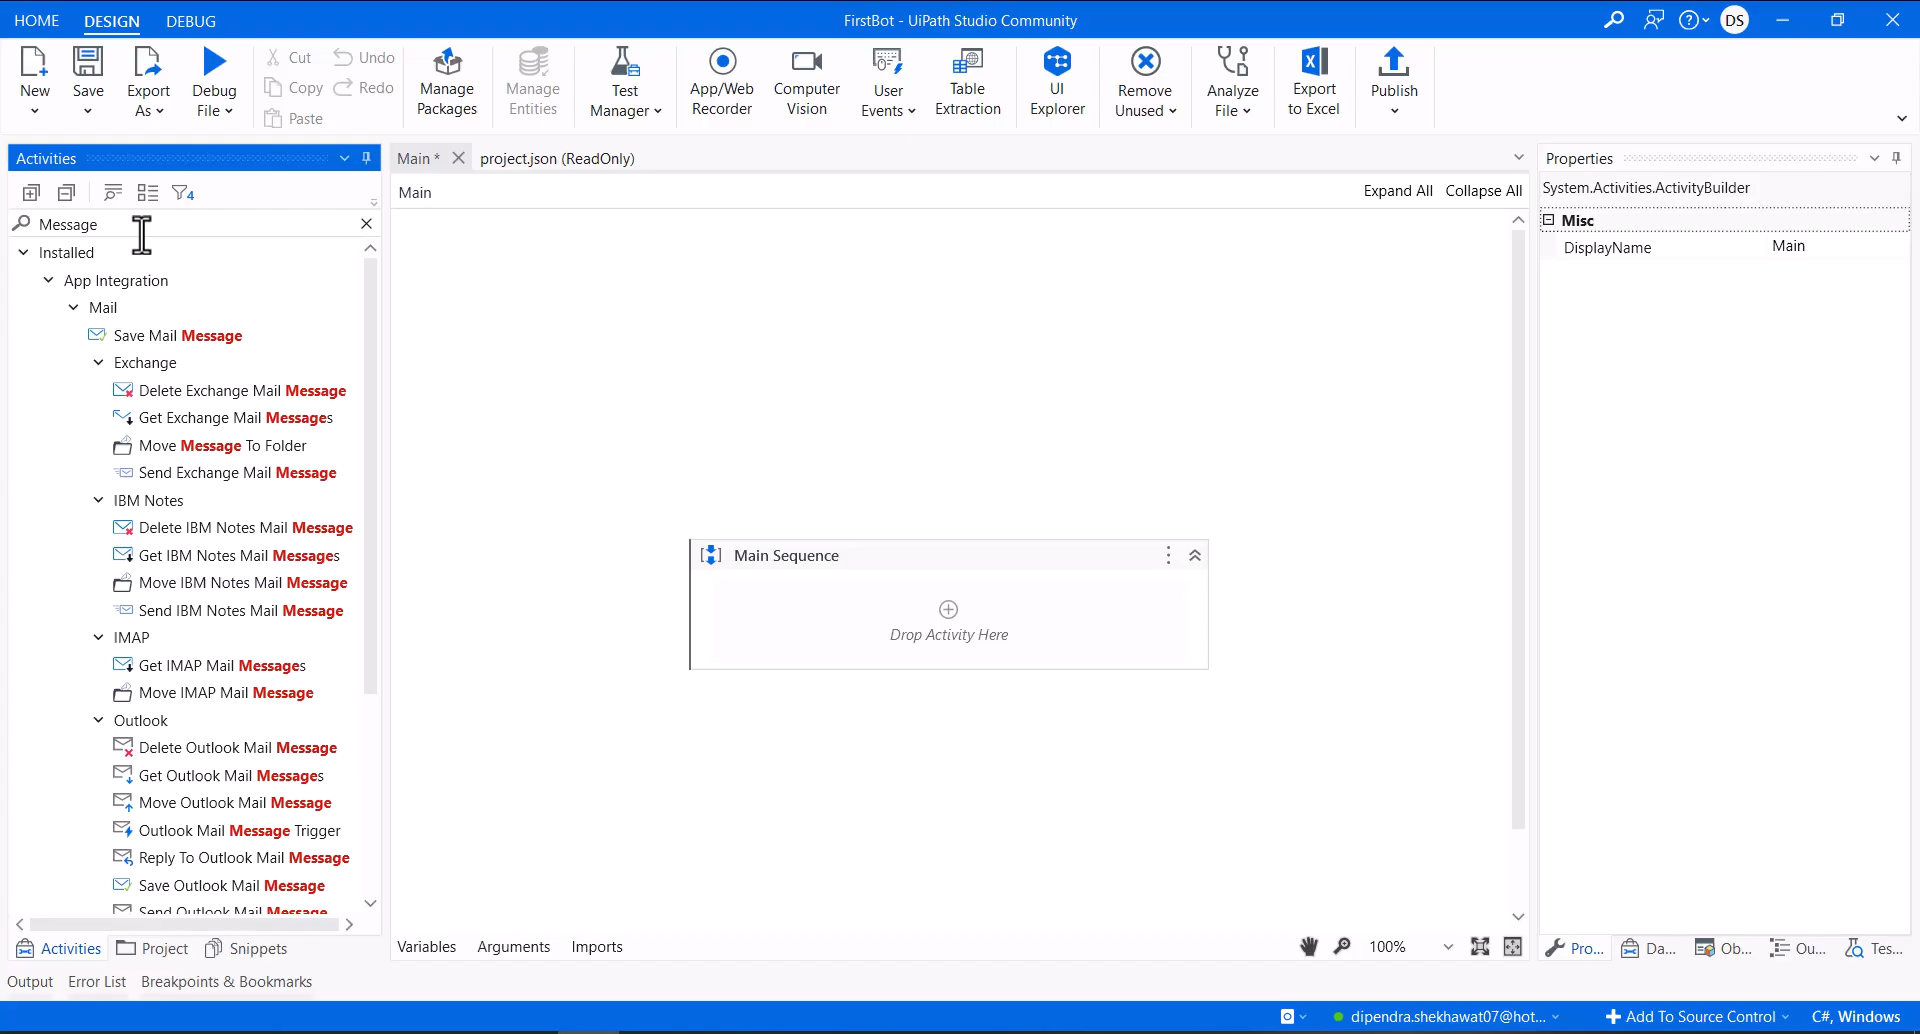 HOME DESIGN DEBUG
FirstBot - UiPath Studio Community
DS
New
Save
Export As
Debug File
Cut
Copy
Paste
Undo
Redo
Manage Packages
Manage Entities
Test Manager
App/Web Recorder
Computer Vision
User Events
Table Extraction
UI Explorer
Remove Unused
Analyze File
Export to Excel
Publish
Activities
4
Message
Installed
App Integration
Mail
Save Mail Message
Exchange
Delete Exchange Mail Message
Get Exchange Mail Messages
Move Message To Folder
Send Exchange Mail Message
IBM Notes
Delete IBM Notes Mail Message
Get IBM Notes Mail Messages
Move IBM Notes Mail Message
Send IBM Notes Mail Message
IMAP
Get IMAP Mail Messages
Move IMAP Mail Message
Outlook
Delete Outlook Mail Message
Get Outlook Mail Messages
Move Outlook Mail Message
Outlook Mail Message Trigger
Reply To Outlook Mail Message
Save Outlook Mail Message
Send Outlook Mail Message
Activities Project Snippets
Main * project.json (ReadOnly)
Main
Expand All Collapse All
Main Sequence
Drop Activity Here
Variables Arguments Imports
100%
Properties
System.Activities.ActivityBuilder
Misc
DisplayName Main
Pro... Da... Ob... Ou... Tes...
Output Error List Breakpoints & Bookmarks
dipendra.shekhawat07@hot... Add To Source Control C#, Windows